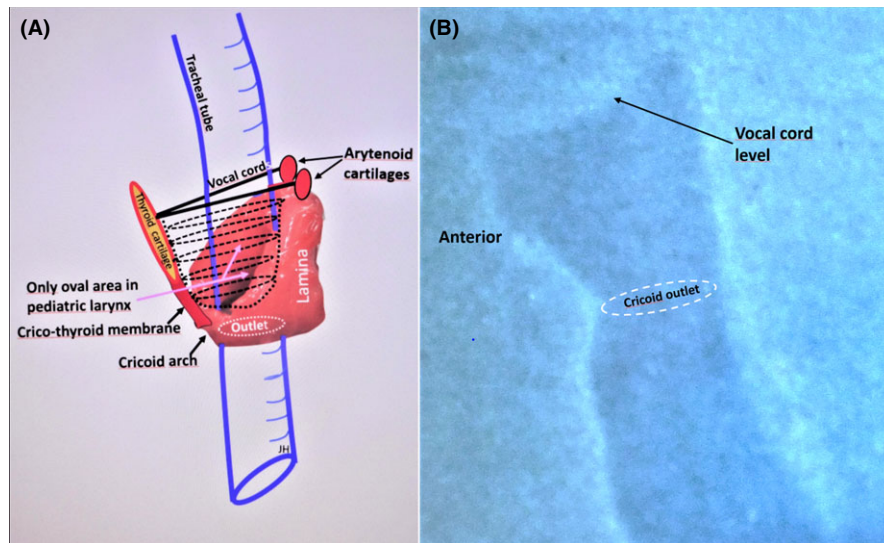 (A)
Tracheal tube
Vocal cords
Arytenoid
cartilages
Thyroid cartilage
Only oval area in
pediatric larynx
Lamina
Crico-thyroid membrane
Outlet
Cricoid arch
JH
(B)
Vocal cord
level
Anterior
Cricoid outlet